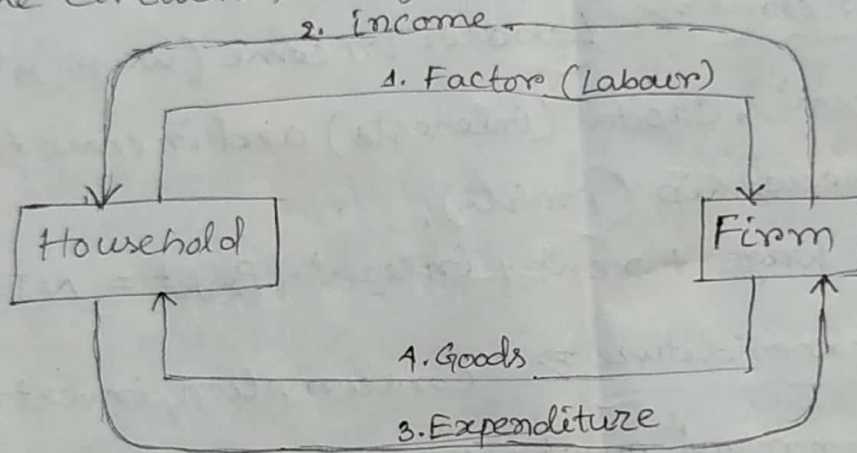 2. income
1. Factor (Labour)
Household
Firm
4. Goods
3. Expenditure